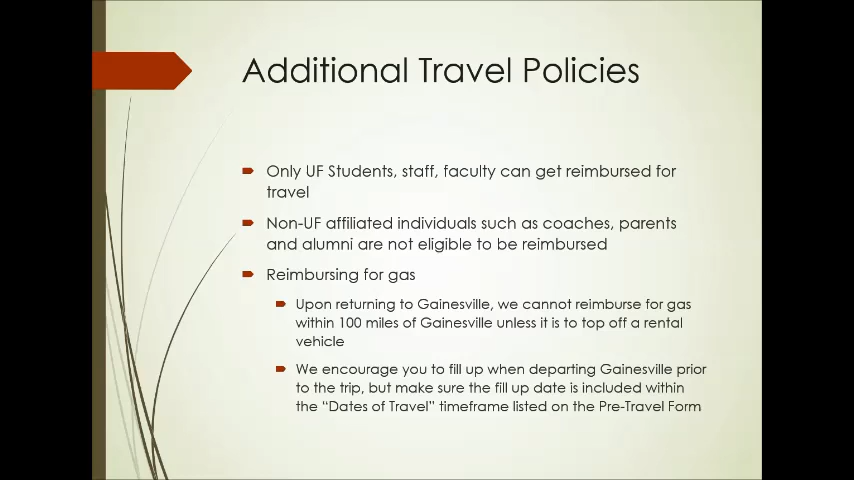 Additional Travel Policies
Only UF Students, staff, faculty can get reimbursed for
travel
Non-UF affiliated individuals such as coaches, parents
and alumni are not eligible to be reimbursed
Reimbursing for gas
Upon returning to Gainesville, we cannot reimburse for gas
within 100 miles of Gainesville unless it is to top off a rental
vehicle
We encourage you to fill up when departing Gainesville prior
to the trip, but make sure the fill up date is included within
the “Dates of Travel” timeframe listed on the Pre-Travel Form